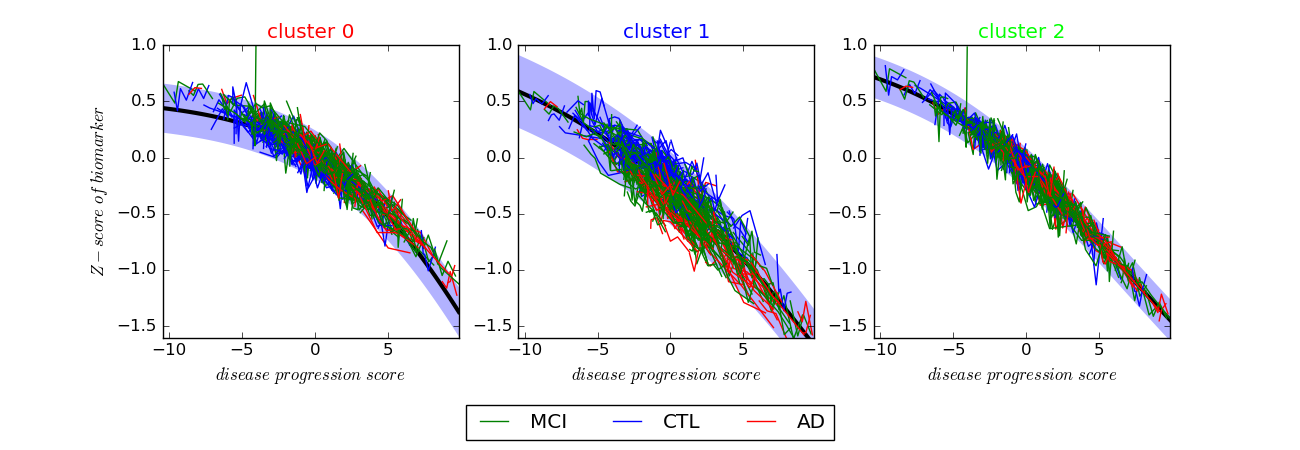 cluster 0 cluster 1 cluster 2
1.0 1.0 1.0
0.5 0.5 0.5
0.0 0.0 0.0
−0.5 −0.5 −0.5
−1.0 −1.0 −1.0
−1.5 −1.5 −1.5
Z − score of biomarker
−10 −5 0 5 −10 −5 0 5 −10 −5 0 5
disease progression score disease progression score disease progression score
MCI CTL AD